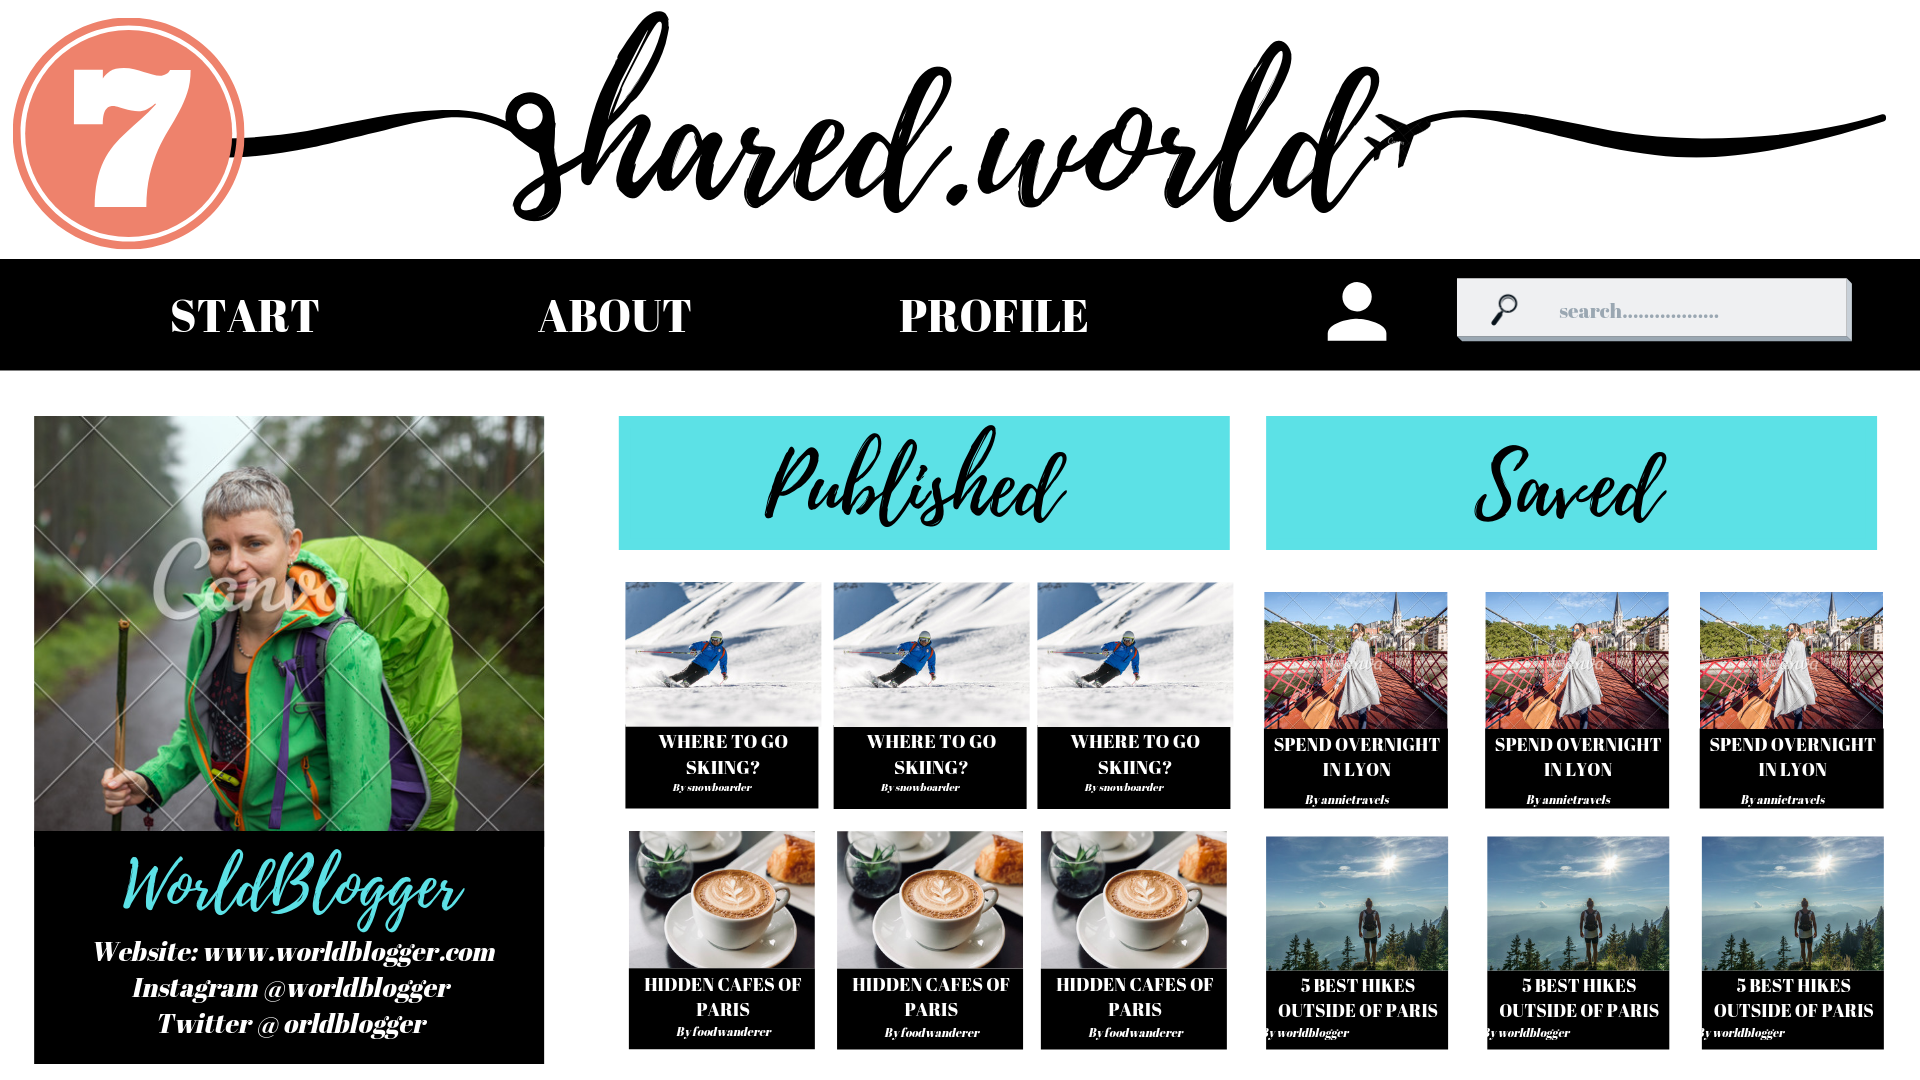 7
shared.world
START ABOUT PROFILE search..................
Published Saved
Canva
WHERE TO GO
SKIING?
By snowboarder
WHERE TO GO
SKIING?
By snowboarder
WHERE TO GO
SKIING?
By snowboarder
SPEND OVERNIGHT
IN LYON
By annietravels
SPEND OVERNIGHT
IN LYON
By annietravels
SPEND OVERNIGHT
IN LYON
By annietravels
WorldBlogger
Website: www.worldblogger.com
Instagram @worldblogger
Twitter @ orldblogger
HIDDEN CAFES OF
PARIS
By foodwanderer
HIDDEN CAFES OF
PARIS
By foodwanderer
HIDDEN CAFES OF
PARIS
By foodwanderer
5 BEST HIKES
OUTSIDE OF PARIS
By worldblogger
5 BEST HIKES
OUTSIDE OF PARIS
By worldblogger
5 BEST HIKES
OUTSIDE OF PARIS
By worldblogger